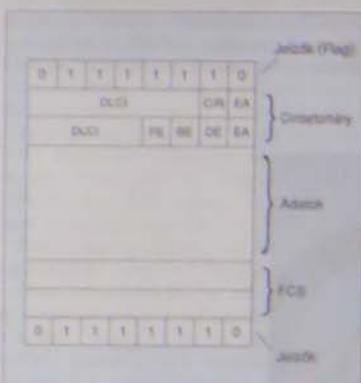 Jelzők (Flag)
0 1 1 1 1 1 1 0
DLCI C/R EA
Címtartomány
DLCI FE BE DE EA
Adatok
FCS
0 1 1 1 1 1 1 0
Jelzők